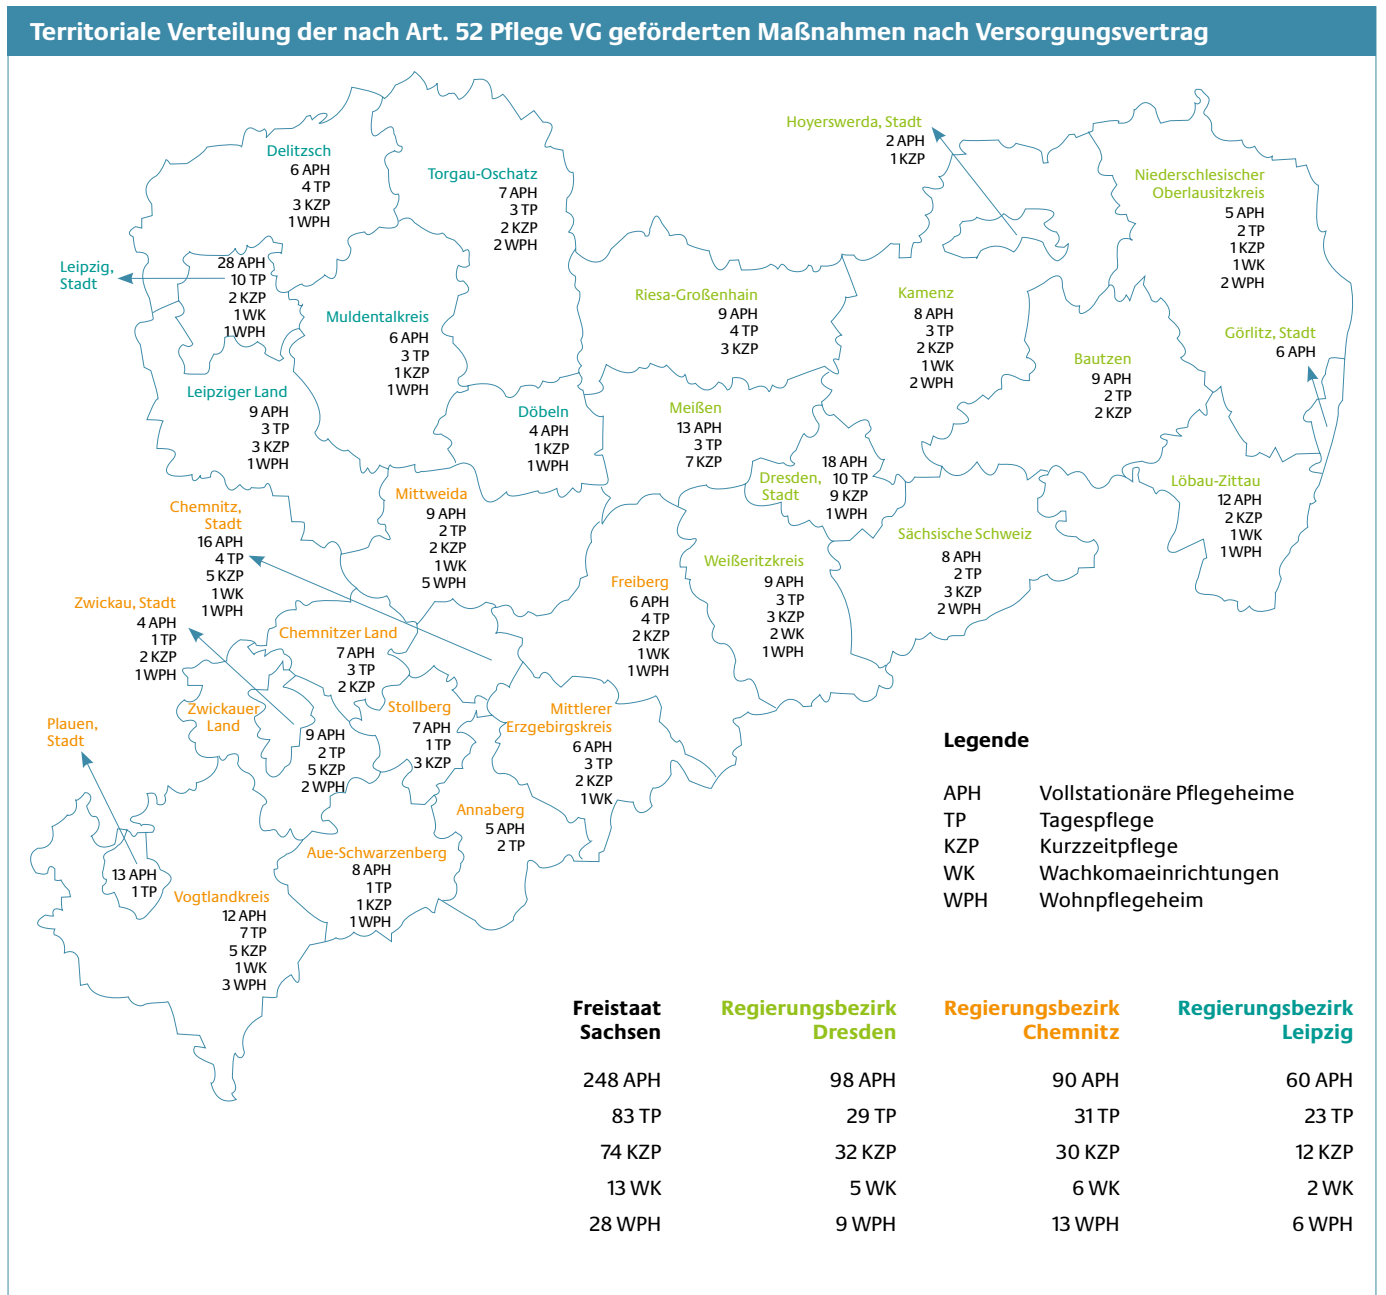 Territoriale Verteilung der nach Art. 52 Pflege VG geförderten Maßnahmen nach Versorgungsvertrag
Hoyerswerda, Stadt
2 APH
1 KZP
Delitzsch
6 APH
4 TP
3 KZP
1 WPH
Torgau-Oschatz
7 APH
3 TP
2 KZP
2 WPH
Niederschlesischer
Oberlausitzkreis
5 APH
2 TP
1 KZP
1 WK
2 WPH
Leipzig,
Stadt
28 APH
10 TP
2 KZP
1 WK
1 WPH
Muldentalkreis
6 APH
3 TP
1 KZP
1 WPH
Riesa-Großenhain
9 APH
4 TP
3 KZP
Kamenz
8 APH
3 TP
2 KZP
1 WK
2 WPH
Görlitz, Stadt
6 APH
Bautzen
9 APH
2 TP
2 KZP
Leipziger Land
9 APH
3 TP
3 KZP
1 WPH
Döbeln
4 APH
1 KZP
1 WPH
Meißen
13 APH
3 TP
7 KZP
Dresden,
Stadt
18 APH
10 TP
9 KZP
1 WPH
Löbau-Zittau
12 APH
2 KZP
1 WK
1 WPH
Mittweida
9 APH
2 TP
2 KZP
1 WK
5 WPH
Chemnitz,
Stadt
16 APH
4 TP
5 KZP
1 WK
1 WPH
Sächsische Schweiz
8 APH
2 TP
3 KZP
2 WPH
Weißeritzkreis
9 APH
3 TP
3 KZP
2 WK
1 WPH
Freiberg
6 APH
4 TP
2 KZP
1 WK
1 WPH
Zwickau, Stadt
4 APH
1 TP
2 KZP
1 WPH
Chemnitzer Land
7 APH
3 TP
2 KZP
Zwickauer
Land
9 APH
2 TP
5 KZP
2 WPH
Stollberg
7 APH
1 TP
3 KZP
Mittlerer
Erzgebirgskreis
6 APH
3 TP
2 KZP
1 WK
Plauen,
Stadt
13 APH
1 TP
Annaberg
5 APH
2 TP
Aue-Schwarzenberg
8 APH
1 TP
1 KZP
1 WPH
Vogtlandkreis
12 APH
7 TP
5 KZP
1 WK
3 WPH
Legende
APH Vollstationäre Pflegeheime
TP Tagespflege
KZP Kurzzeitpflege
WK Wachkomaeinrichtungen
WPH Wohnpflegeheim
Freistaat Regierungsbezirk Regierungsbezirk Regierungsbezirk
Sachsen Dresden Chemnitz Leipzig
248 APH 98 APH 90 APH 60 APH
83 TP 29 TP 31 TP 23 TP
74 KZP 32 KZP 30 KZP 12 KZP
13 WK 5 WK 6 WK 2 WK
28 WPH 9 WPH 13 WPH 6 WPH